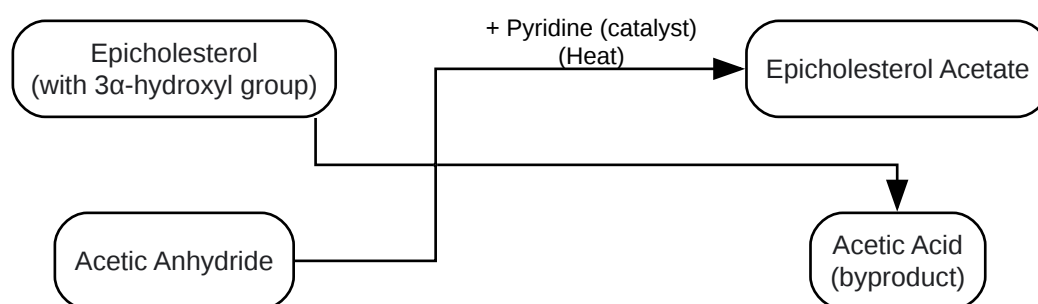 Epicholesterol
(with 3α-hydroxyl group)
+ Pyridine (catalyst)
(Heat)
Epicholesterol Acetate
Acetic Anhydride
Acetic Acid
(byproduct)